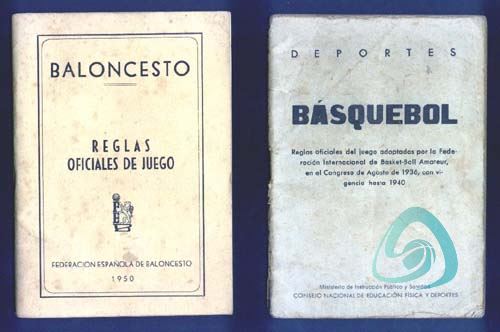 BALONCESTO
REGLAS
OFICIALES DE JUEGO
FEDERACION ESPAÑOLA DE BALONCESTO
1950
DEPORTES
BÁSQUEBOL
Reglas oficiales del juego adoptadas por la Fede-
ración Internacional de Basket-Ball Amateur,
en el Congreso de Agosto de 1936, con vi-
gencia hasta 1940
Ministerio de Instrucción Pública y Sanidad
CONSEJO NACIONAL DE EDUCACIÓN FÍSICA Y DEPORTES